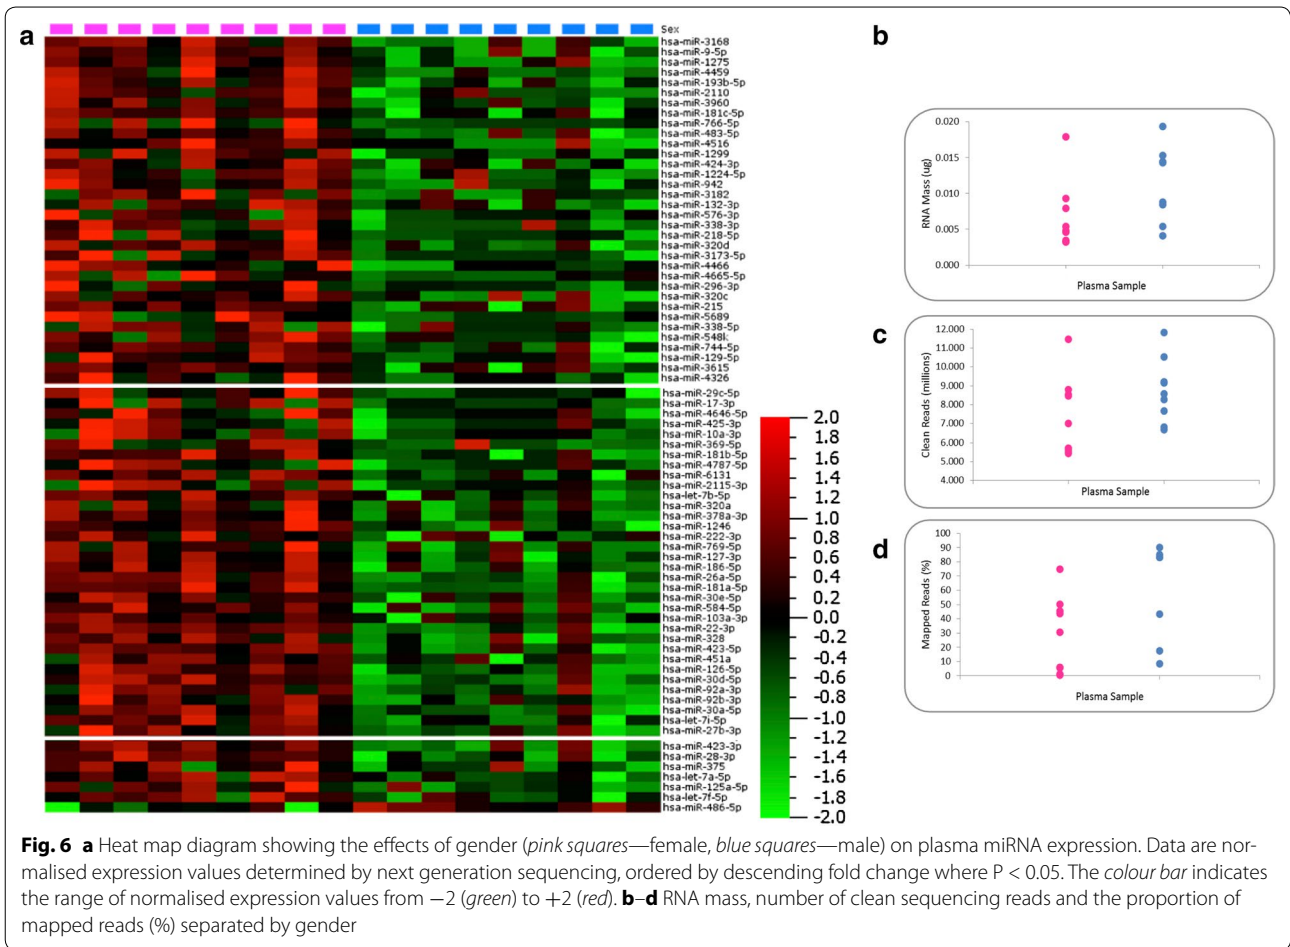 a
Sex
hsa-miR-3168
hsa-miR-9-5p
hsa-miR-1275
hsa-miR-4459
hsa-miR-193b-5p
hsa-miR-2110
hsa-miR-3960
hsa-miR-181c-5p
hsa-miR-766-5p
hsa-miR-483-5p
hsa-miR-4516
hsa-miR-1299
hsa-miR-424-3p
hsa-miR-1224-5p
hsa-miR-942
hsa-miR-3182
hsa-miR-132-3p
hsa-miR-576-3p
hsa-miR-338-3p
hsa-miR-218-5p
hsa-miR-320d
hsa-miR-3173-5p
hsa-miR-4466
hsa-miR-4665-5p
hsa-miR-296-3p
hsa-miR-320c
hsa-miR-215
hsa-miR-5689
hsa-miR-338-5p
hsa-miR-548k
hsa-miR-744-5p
hsa-miR-129-5p
hsa-miR-3615
hsa-miR-4326
hsa-miR-29c-5p
hsa-miR-17-3p
hsa-miR-4646-5p
hsa-miR-425-3p
hsa-miR-10a-3p
hsa-miR-369-5p
hsa-miR-181b-5p
hsa-miR-4787-5p
hsa-miR-6131
hsa-miR-2115-3p
hsa-let-7b-5p
hsa-miR-320a
hsa-miR-378a-3p
hsa-miR-1246
hsa-miR-222-3p
hsa-miR-769-5p
hsa-miR-127-3p
hsa-miR-186-5p
hsa-miR-26a-5p
hsa-miR-181a-5p
hsa-miR-30e-5p
hsa-miR-584-5p
hsa-miR-103a-3p
hsa-miR-22-3p
hsa-miR-328
hsa-miR-423-5p
hsa-miR-451a
hsa-miR-126-5p
hsa-miR-30d-5p
hsa-miR-92a-3p
hsa-miR-92b-3p
hsa-miR-30a-5p
hsa-let-7i-5p
hsa-miR-27b-3p
hsa-miR-423-3p
hsa-miR-28-3p
hsa-miR-375
hsa-let-7a-5p
hsa-miR-125a-5p
hsa-let-7f-5p
hsa-miR-486-5p
2.0
1.8
1.6
1.4
1.2
1.0
0.8
0.6
0.4
0.2
0.0
-0.2
-0.4
-0.6
-0.8
-1.0
-1.2
-1.4
-1.6
-1.8
-2.0
b
RNA Mass (ug)
0.020
0.015
0.010
0.005
0.000
Plasma Sample
c
Clean Reads (millions)
12.000
11.000
10.000
9.000
8.000
7.000
6.000
5.000
4.000
Plasma Sample
d
Mapped Reads (%)
100
90
80
70
60
50
40
30
20
10
0
Plasma Sample
Fig. 6 a Heat map diagram showing the effects of gender (pink squares—female, blue squares—male) on plasma miRNA expression. Data are nor-
malised expression values determined by next generation sequencing, ordered by descending fold change where P < 0.05. The colour bar indicates
the range of normalised expression values from −2 (green) to +2 (red). b–d RNA mass, number of clean sequencing reads and the proportion of
mapped reads (%) separated by gender